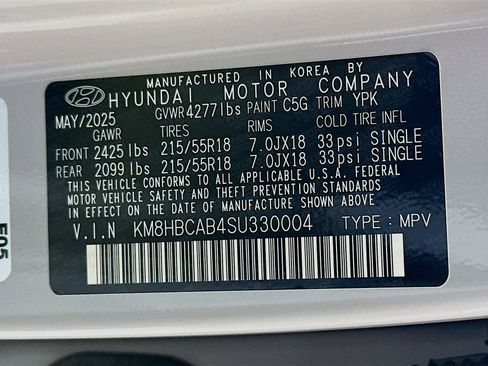 MANUFACTURED IN KOREA BY
HYUNDAI MOTOR COMPANY
MAY/2025 GVWR 4277lbs PAINT C5G TRIM YPK
GAWR TIRES RIMS COLD TIRE INFL
FRONT 2425 lbs 215/55R18 7.0JX18 33psi SINGLE
REAR 2099 lbs 215/55R18 7.0JX18 33psi SINGLE
THIS VEHICLE CONFORMS TO ALL APPLICABLE U.S.A. FEDERAL
MOTOR VEHICLE SAFETY AND THEFT PREVENTION STANDARDS
IN EFFECT ON THE DATE OF MANUFACTURE SHOWN ABOVE.
V.I.N KM8HBCAB4SU330004 TYPE : MPV
E05